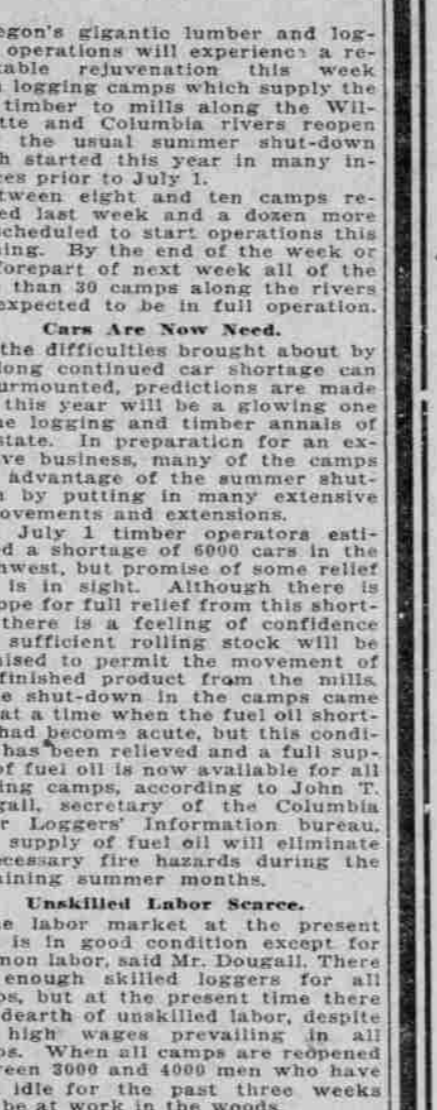 egon's gigantic lumber and log-
operations will experience a re-
able rejuvenation this week
logging camps which supply the
timber to mills along the Wil-
tte and Columbia rivers reopen
the usual summer shut-down
h started this year in many in-
es prior to July 1.
tween eight and ten camps re-
ed last week and a dozen more
scheduled to start operations this
ing. By the end of the week or
forepart of next week all of the
than 30 camps along the rivers
expected to be in full operation.
Cars Are Now Need.
the difficulties brought about by
long continued car shortage can
urmounted, predictions are made
this year will be a glowing one
he logging and timber annals of
state. In preparation for an ex-
ve business, many of the camps
advantage of the summer shut-
n by putting in many extensive
ovements and extensions.
July 1 timber operators esti-
d a shortage of 6000 cars in the
hwest, but promise of some relief
is in sight. Although there is
ope for full relief from this short-
there is a feeling of confidence
sufficient rolling stock will be
ised to permit the movement of
finished product from the mills.
e shut-down in the camps came
at a time when the fuel oil short-
had become acute, but this condi-
has been relieved and a full sup-
of fuel oil is now available for all
ing camps, according to John T.
gall, secretary of the Columbia
r Loggers' Information bureau.
supply of fuel oil will eliminate
ecessary fire hazards during the
aining summer months.
Unskilled Labor Scarce.
e labor market at the present
is in good condition except for
mon labor, said Mr. Dougall. There
enough skilled loggers for all
ps, but at the present time there
dearth of unskilled labor, despite
high wages prevailing in all
ps. When all camps are reopened
een 3000 and 4000 men who have
idle for the past three weeks
be at work in the woods.